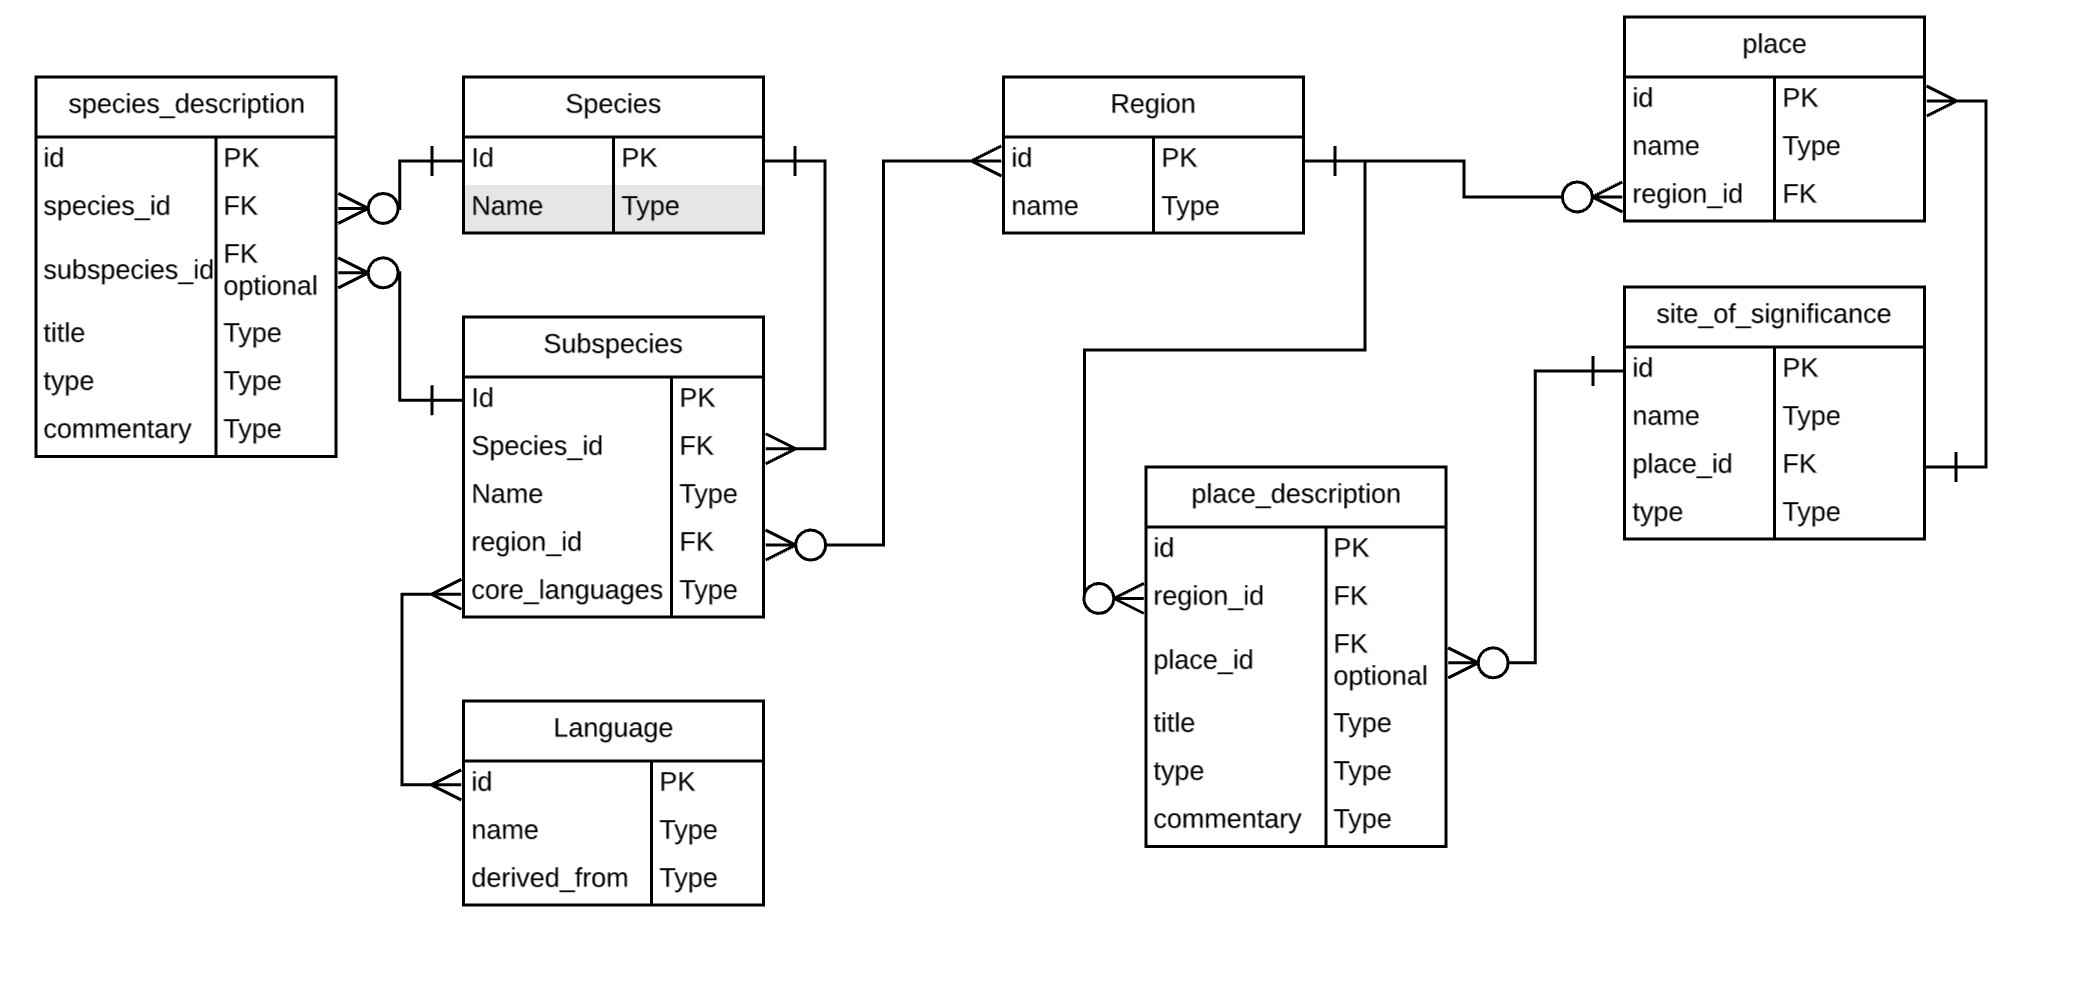 species_description
id PK
species_id FK
subspecies_id FK
optional
title Type
type Type
commentary Type
Species
Id PK
Name Type
Subspecies
Id PK
Species_id FK
Name Type
region_id FK
core_languages Type
Language
id PK
name Type
derived_from Type
Region
id PK
name Type
place_description
id PK
region_id FK
place_id FK
optional
title Type
type Type
commentary Type
place
id PK
name Type
region_id FK
site_of_significance
id PK
name Type
place_id FK
type Type